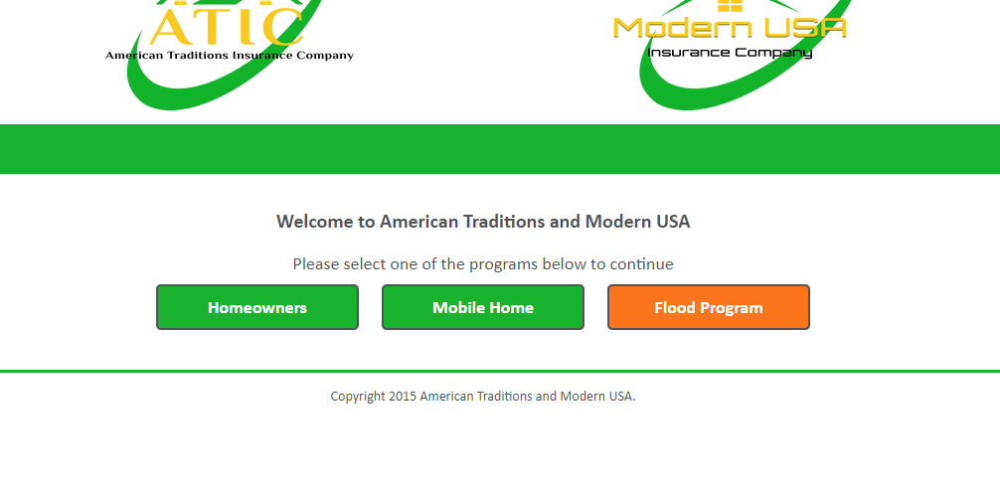 ATIC
American Traditions Insurance Company
Modern USA
Insurance Company
Welcome to American Traditions and Modern USA
Please select one of the programs below to continue
Homeowners
Mobile Home
Flood Program
Copyright 2015 American Traditions and Modern USA.